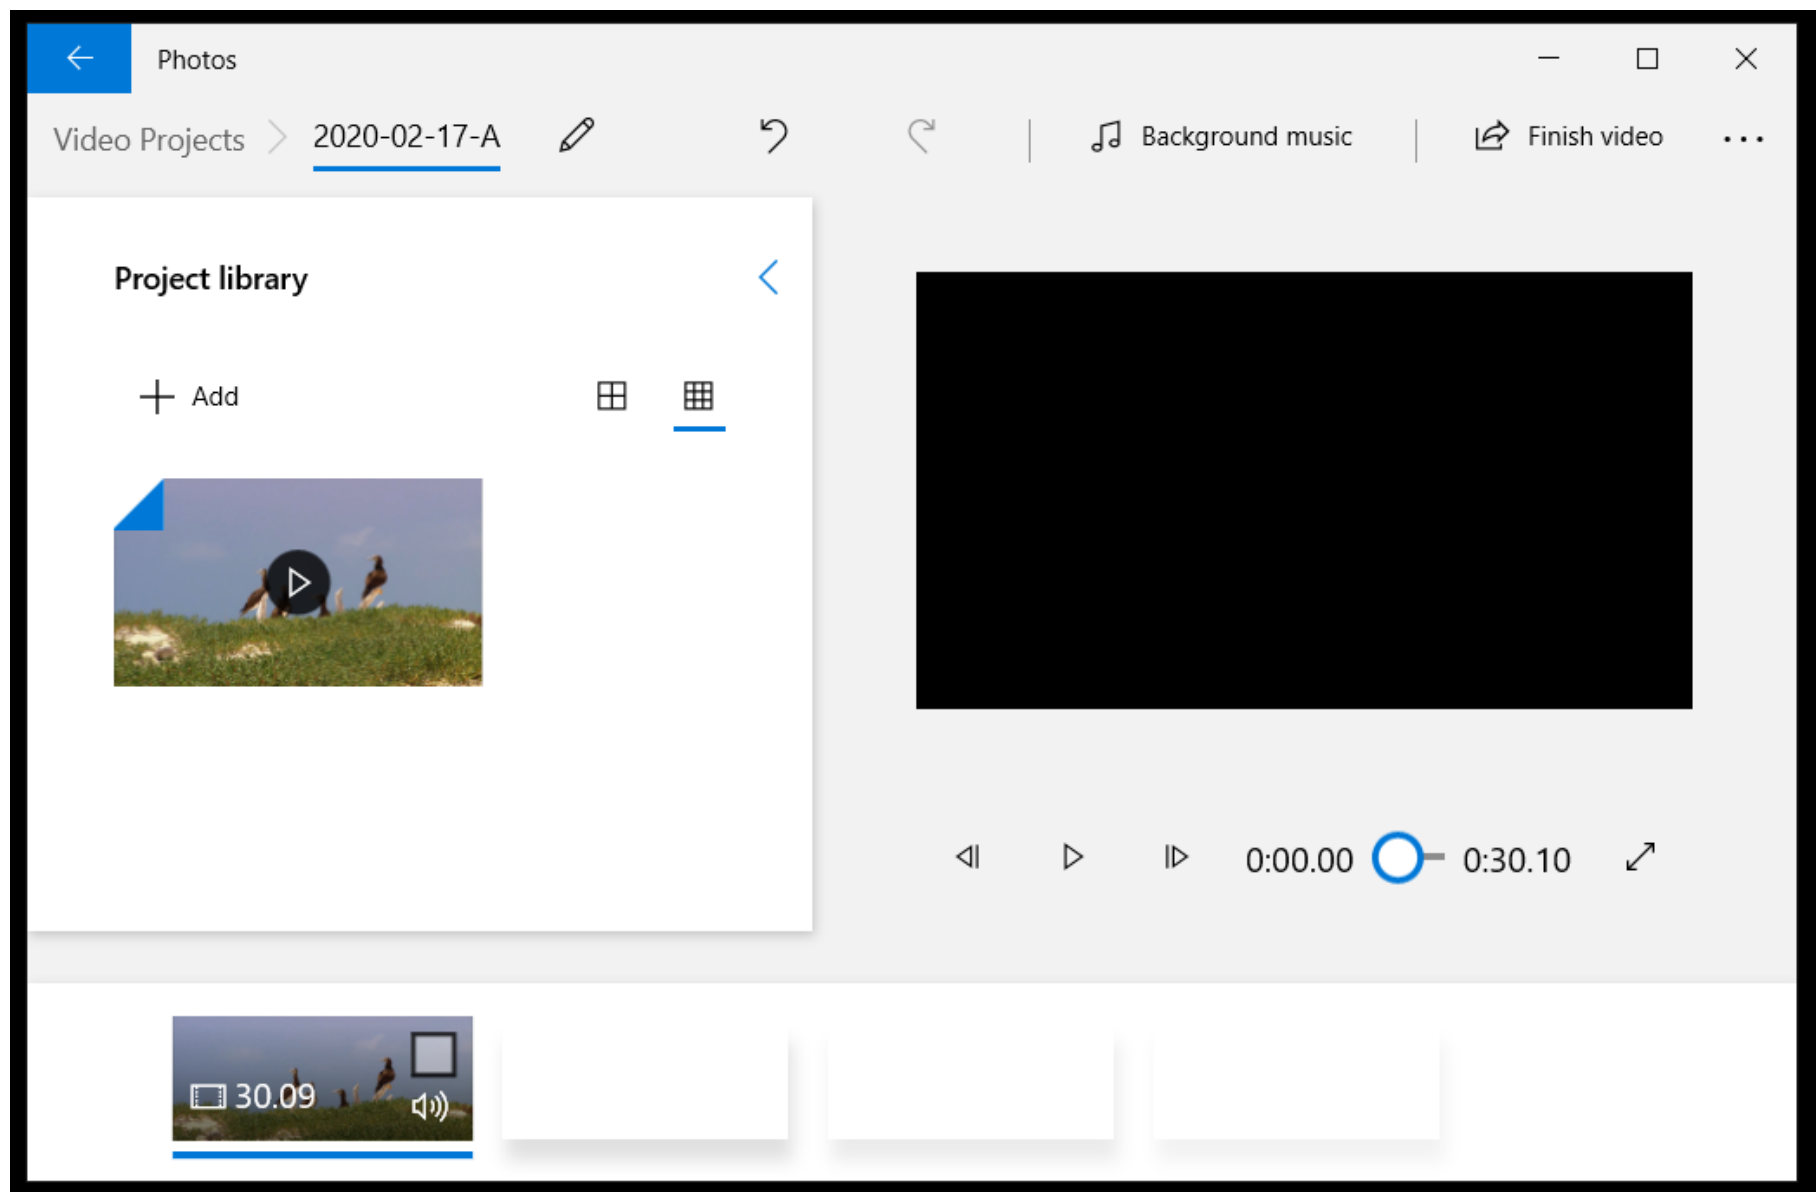 Photos
Video Projects 2020-02-17-A Background music Finish video
Project library
Add
0:00.00 0:30.10
30.09